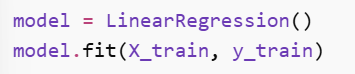 model = LinearRegression()
model.fit(X_train, y_train)